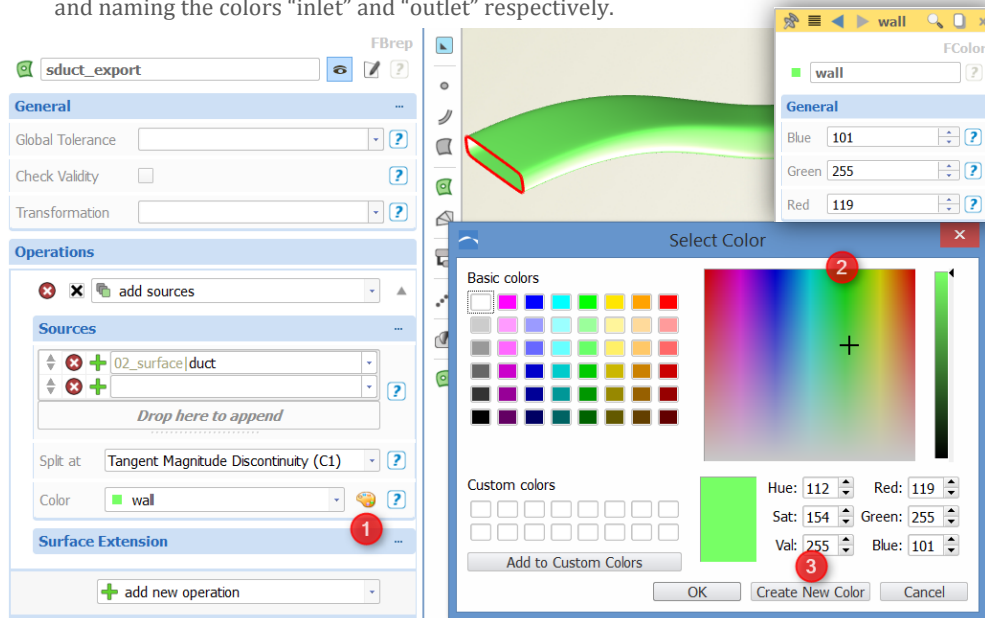 and naming the colors “inlet” and “outlet” respectively.
FBrep
sduct_export
?
General
...
Global Tolerance
?
Check Validity
?
Transformation
?
Operations
add sources
Sources
...
02_surface|duct
?
Drop here to append
Split at
Tangent Magnitude Discontinuity (C1)
?
Color
wall
?
1
Surface Extension
...
add new operation
wall
FColor
wall
?
General
Blue 101 ?
Green 255 ?
Red 119 ?
Select Color
2
Basic colors
Custom colors
Add to Custom Colors
Hue: 112 Red: 119
Sat: 154 Green: 255
Val: 255 Blue: 101
3
OK Create New Color Cancel